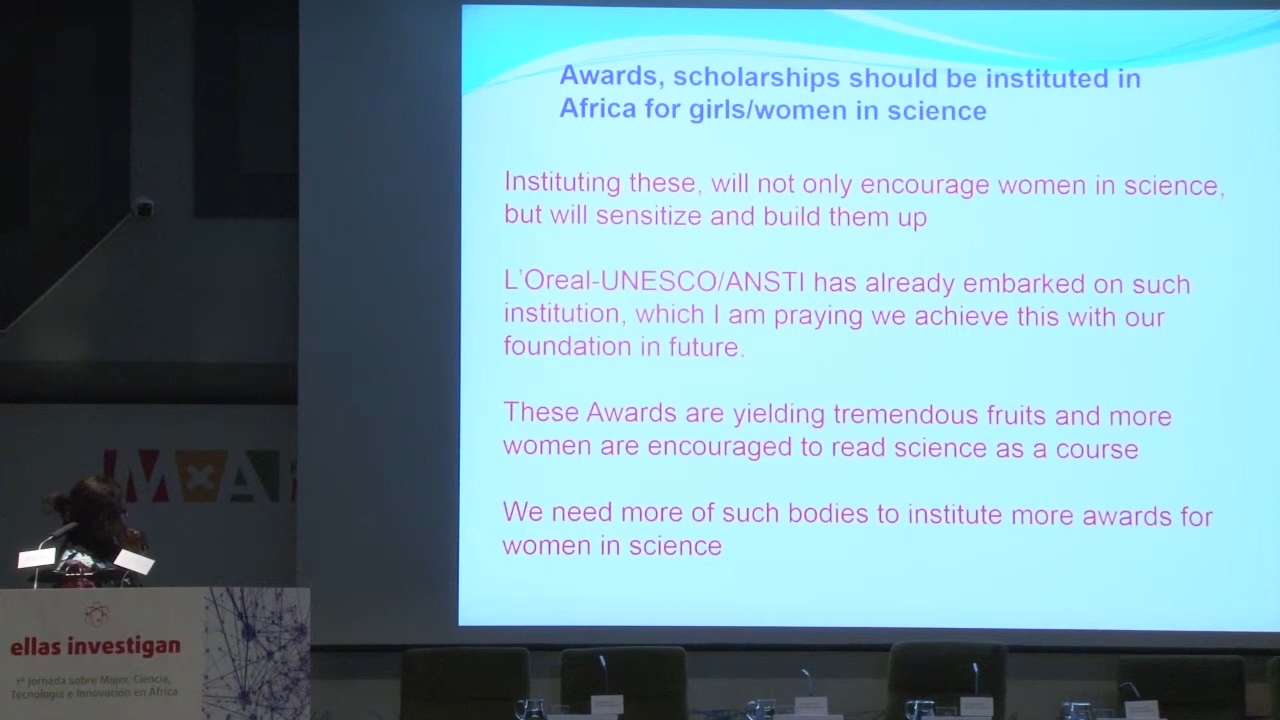 Awards, scholarships should be instituted in
Africa for girls/women in science
Instituting these, will not only encourage women in science,
but will sensitize and build them up
L’Oreal-UNESCO/ANSTI has already embarked on such
institution, which I am praying we achieve this with our
foundation in future.
These Awards are yielding tremendous fruits and more
women are encouraged to read science as a course
We need more of such bodies to institute more awards for
women in science
MxA
ellas investigan
1ª Jornada sobre Mujer, Ciencia,
Tecnología e Innovación en África